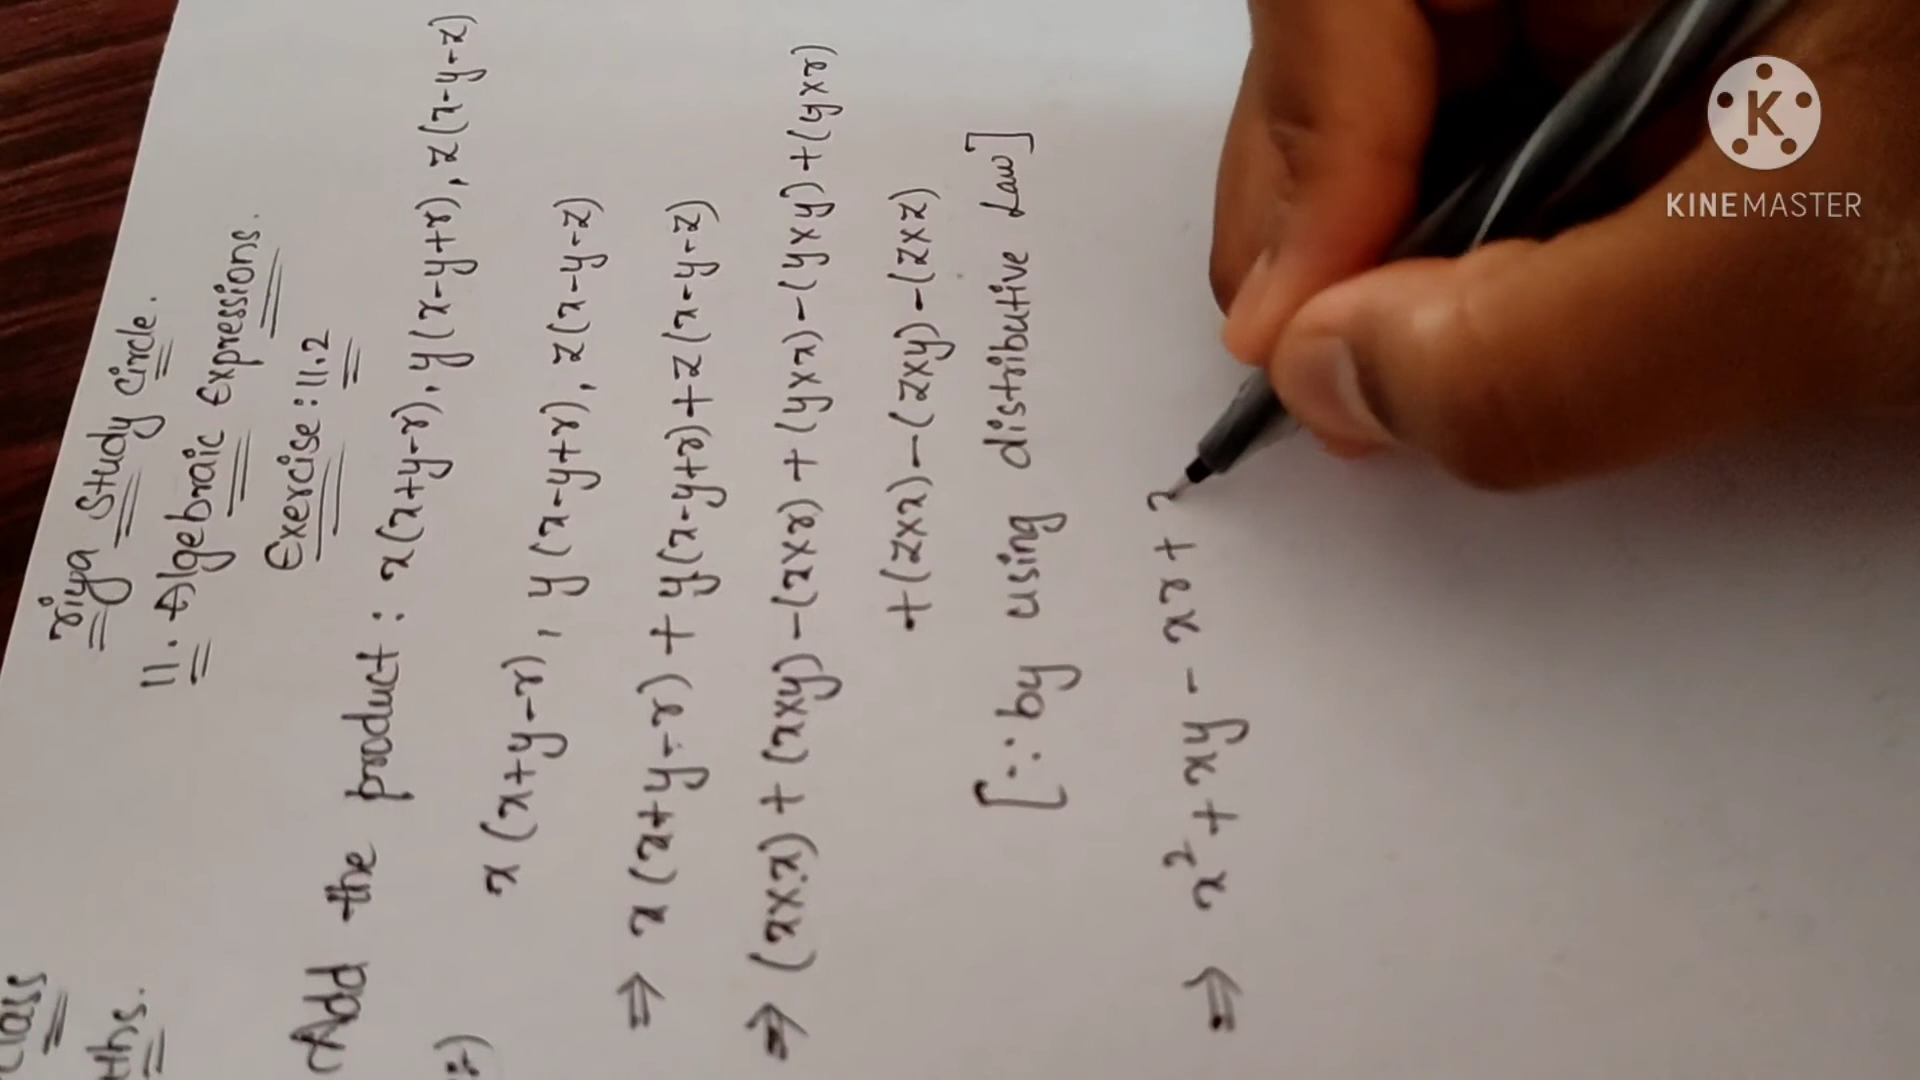 class
riya Study Circle.
ths.
11. Algebraic Expressions.
Exercise : 11.2
Add the product : x(x+y-r), y(x-y+r), z(x-y-z)
x(x+y-r), y(x-y+r), z(x-y-z)
⇒ x(x+y-r) + y(x-y+r) + z(x-y-z)
⇒ (x×x) + (x×y) - (x×r) + (y×x) - (y×y) + (y×r)
+ (z×x) - (z×y) - (z×z)
[∵ by using distributive Law]
⇒ x² + xy - xr +
KINEMASTER